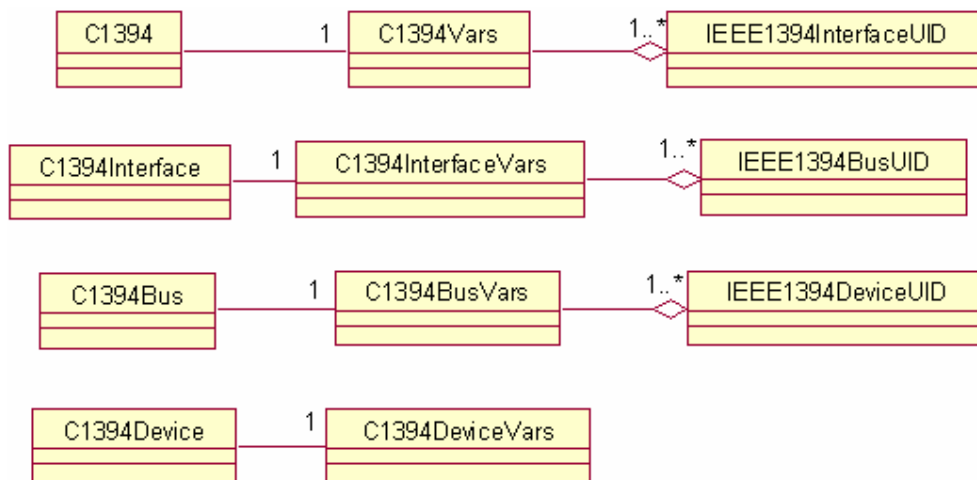 C1394 1 C1394Vars 1..* IEEE1394InterfaceUID
C1394Interface 1 C1394InterfaceVars 1..* IEEE1394BusUID
C1394Bus 1 C1394BusVars 1..* IEEE1394DeviceUID
C1394Device 1 C1394DeviceVars